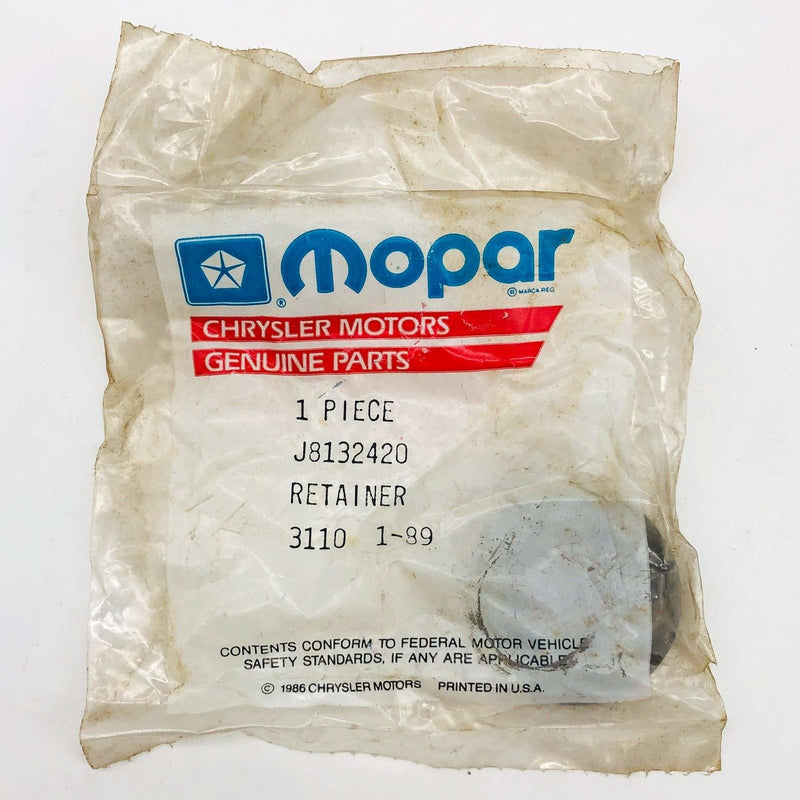 mopar
® ® MARCA REG
CHRYSLER MOTORS
GENUINE PARTS
1 PIECE
J8132420
RETAINER
3110 1-89
CONTENTS CONFORM TO FEDERAL MOTOR VEHICLE
SAFETY STANDARDS, IF ANY ARE APPLICABLE
© 1986 CHRYSLER MOTORS PRINTED IN U.S.A.